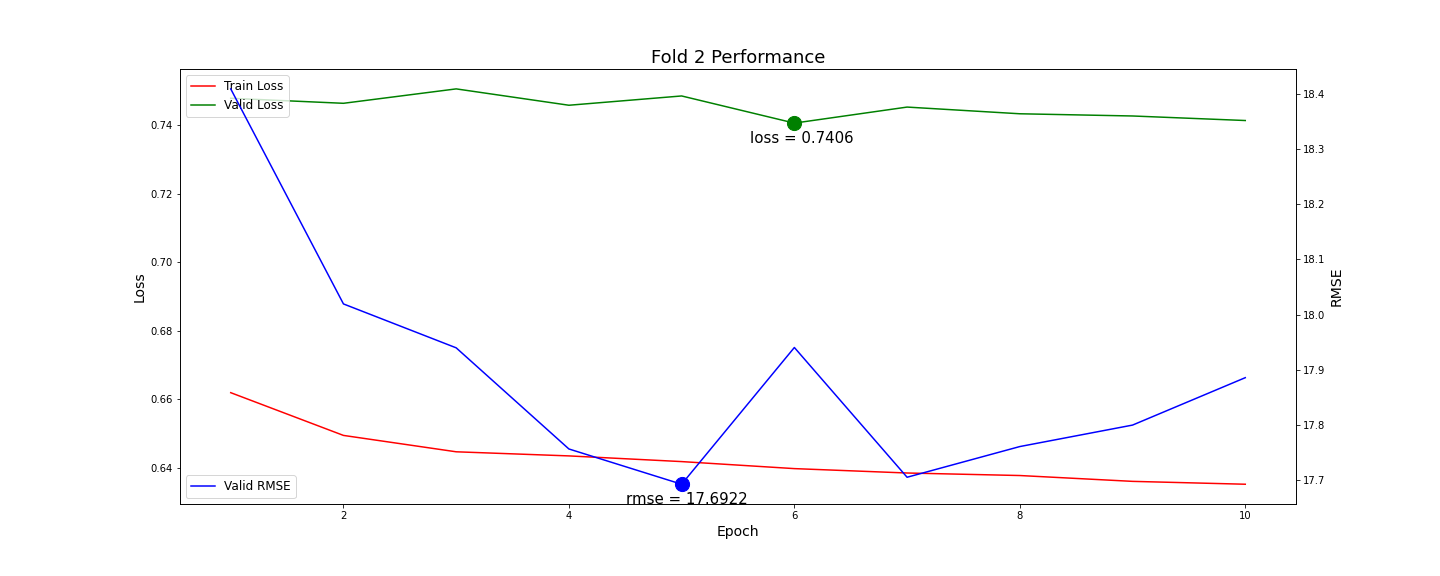 Fold 2 Performance
Train Loss
Valid Loss
Valid RMSE
loss = 0.7406
rmse = 17.6922
Loss
0.74
0.72
0.70
0.68
0.66
0.64
RMSE
18.4
18.3
18.2
18.1
18.0
17.9
17.8
17.7
2
4
6
8
10
Epoch